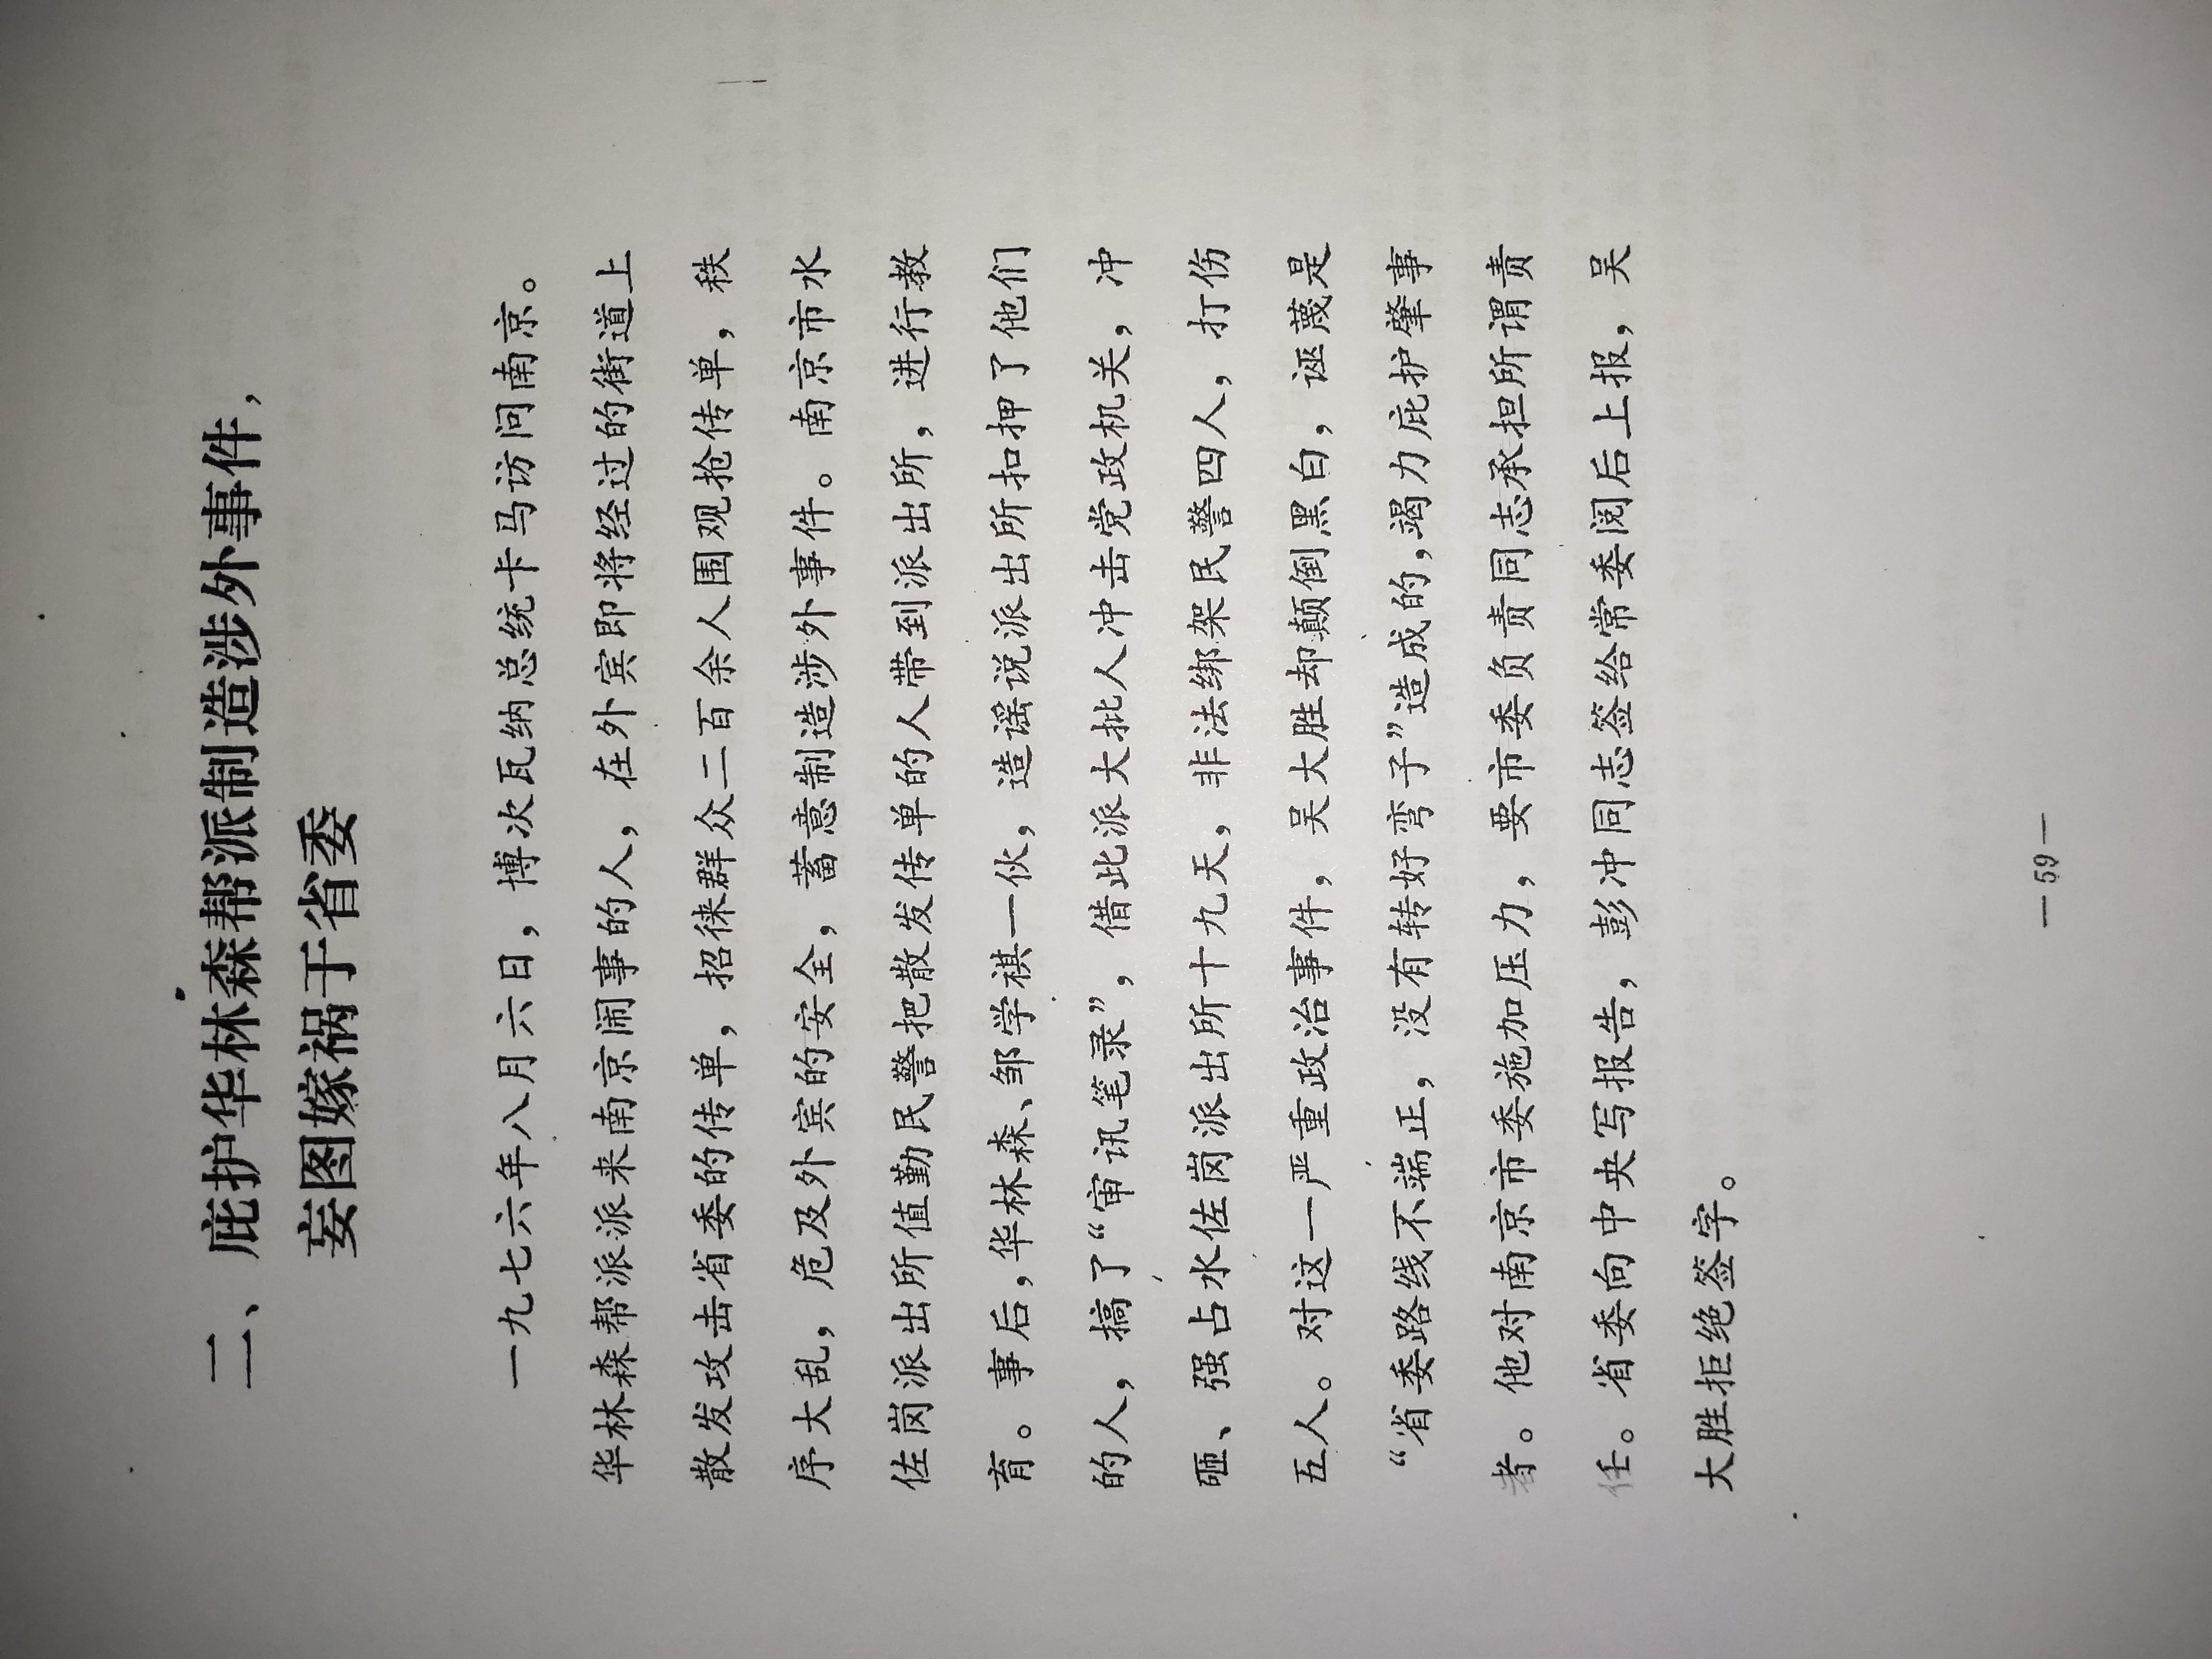 二、庇护华林森帮派制造涉外事件，
妄图嫁祸于省委
一九七六年八月六日，博次瓦纳总统卡马访问南京。
华林森帮派派来南京闹事的人，在外宾即将经过的街道上
散发攻击省委的传单，招徕群众二百余人围观抢传单，秩
序大乱，危及外宾的安全，蓄意制造涉外事件。南京市水
佐岗派出所值勤民警把散发传单的人带到派出所，进行教
育。事后，华林森、邹学祺一伙，造谣说派出所扣押了他们
的人，搞了“审讯笔录”，借此派大批人冲击党政机关，冲
砸、强占水佐岗派出所十九天，非法绑架民警四人，打伤
五人。对这一严重政治事件，吴大胜却颠倒黑白，诬蔑是
“省委路线不端正，没有转好弯子”造成的，竭力庇护肇事
者。他对南京市委施加压力，要市委负责同志承担所谓责
任。省委向中央写报告，彭冲同志签给常委阅后上报，吴
大胜拒绝签字。
— 59 —